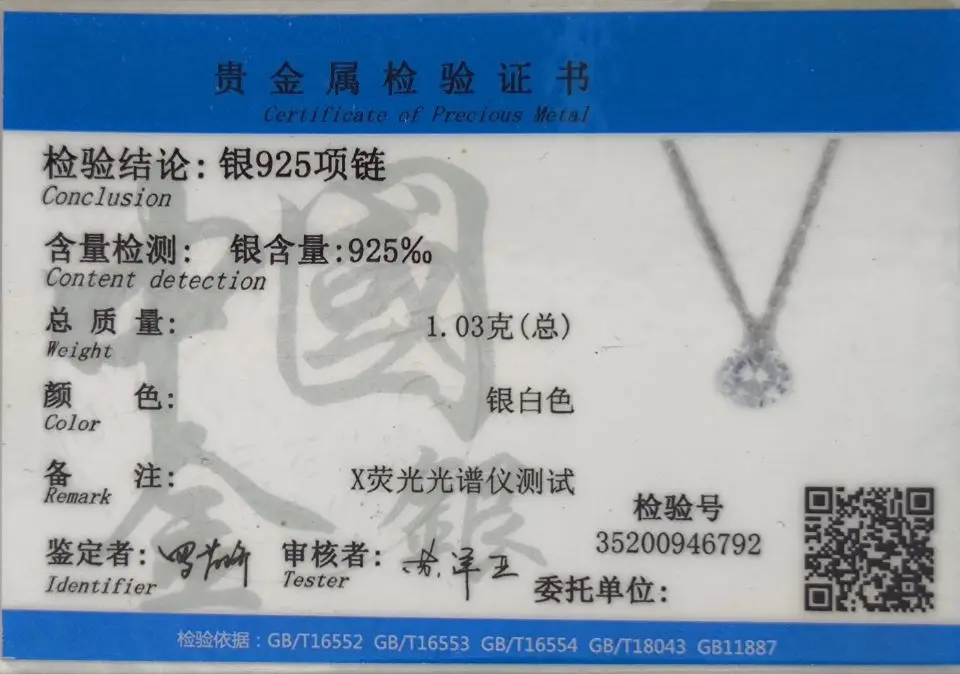 贵金属检验证书
Certificate of Precious Metal
检验结论: 银925项链
Conclusion
含量检测: 银含量:925‰
Content detection
总质量: 1.03克(总)
Weight
颜色: 银白色
Color
备注: X荧光光谱仪测试
Remark
检验号
35200946792
鉴定者: 审核者:
Identifier Tester
委托单位:
检验依据: GB/T16552 GB/T16553 GB/T16554 GB/T18043 GB11887
中國
金銀